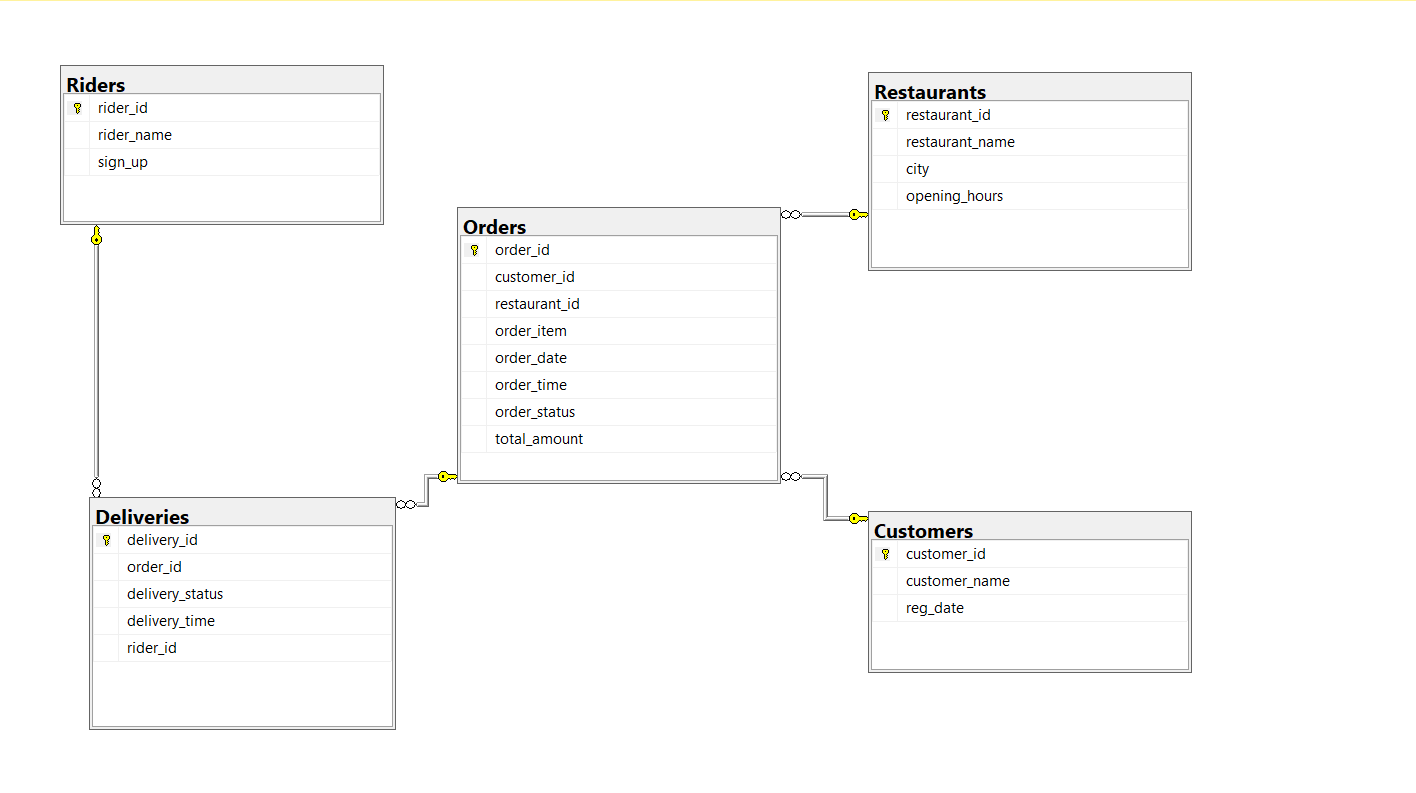 Riders
rider_id
rider_name
sign_up
Restaurants
restaurant_id
restaurant_name
city
opening_hours
Orders
order_id
customer_id
restaurant_id
order_item
order_date
order_time
order_status
total_amount
Deliveries
delivery_id
order_id
delivery_status
delivery_time
rider_id
Customers
customer_id
customer_name
reg_date